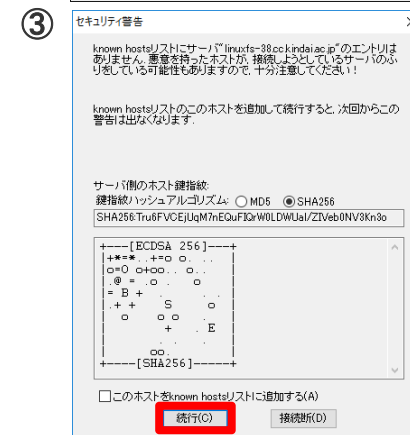 ③
セキュリティ警告
known hostsリストにサーバ"linuxfs-38.cc.kindai.ac.jp"のエントリは
ありません. 悪意を持ったホストが, 接続しようとしているサーバのふ
りをしている可能性もありますので, 十分注意してください!
known hostsリストのこのホストを追加して続行すると, 次回からこの
警告は出なくなります.
サーバ側のホスト鍵指紋:
鍵指紋ハッシュアルゴリズム: MD5 SHA256
SHA256:Tru6FVCEjUqM7nEQuFIQrW0LDWUaI/ZIVeb0NV3Kn3o
+---[ECDSA 256]---+
|+*=*..+=o o. . |
|o=O o+oo.. o.. |
|.@ = .o . o |
|= B + . . . |
|.+ + S o |
| o o o . |
| + . E |
| . . . |
| oo. |
+----[SHA256]-----+
このホストをknown hostsリストに追加する(A)
続行(C) 接続断(D)